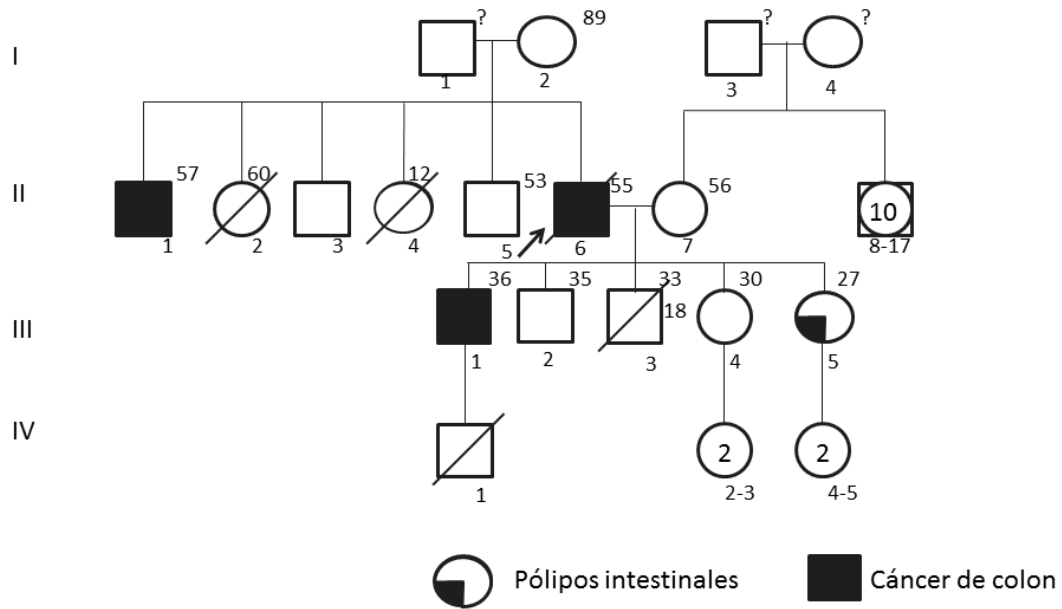 I
? 89 ? ?
1 2 3 4
II
57 60 12 53 55 56
10
1 2 3 4 5 6 7 8-17
III
36 35 33 30 27
18
1 2 3 4 5
IV
2 2
1 2-3 4-5
Pólipos intestinales Cáncer de colon